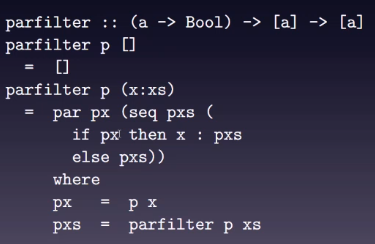 parfilter :: (a -> Bool) -> [a] -> [a]
parfilter p []
  =  []
parfilter p (x:xs)
  =  par px (seq pxs (
       if px then x : pxs
       else pxs))
     where
     px   =  p x
     pxs  =  parfilter p xs